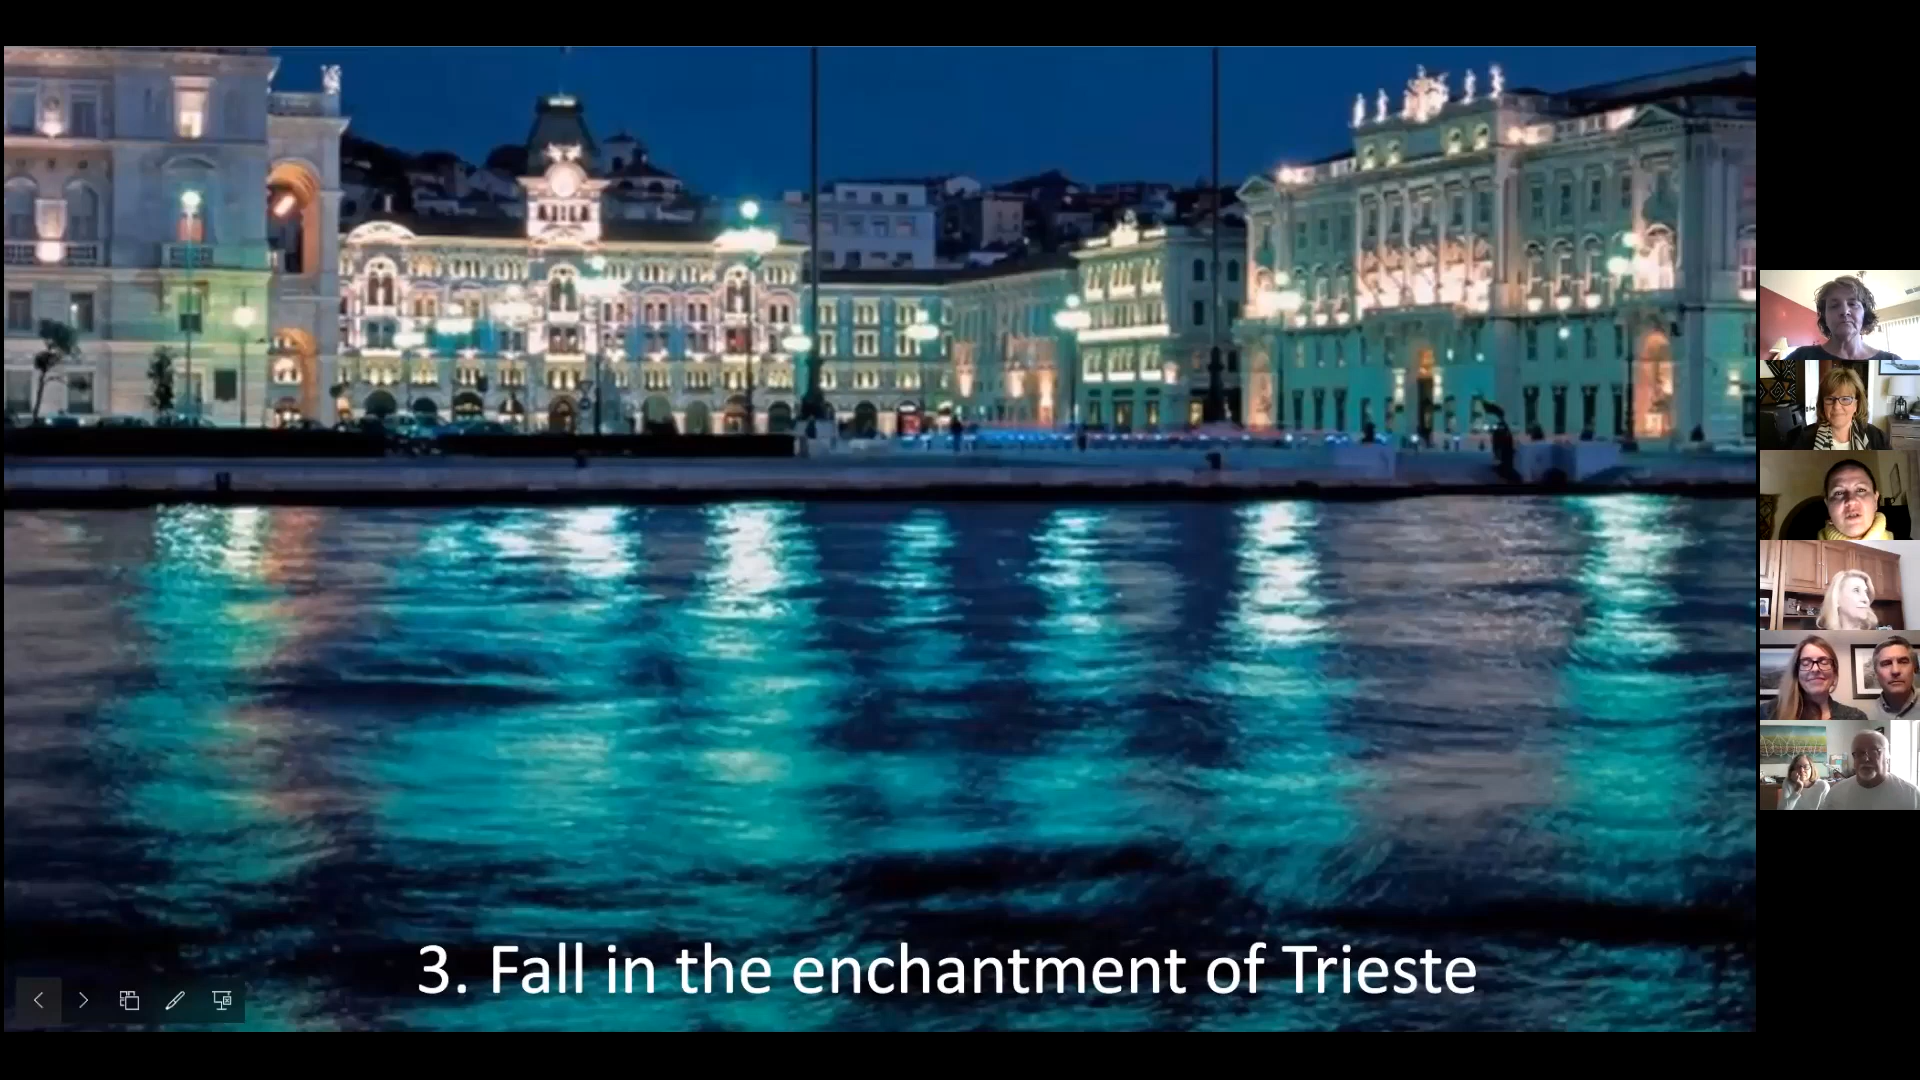 3. Fall in the enchantment of Trieste